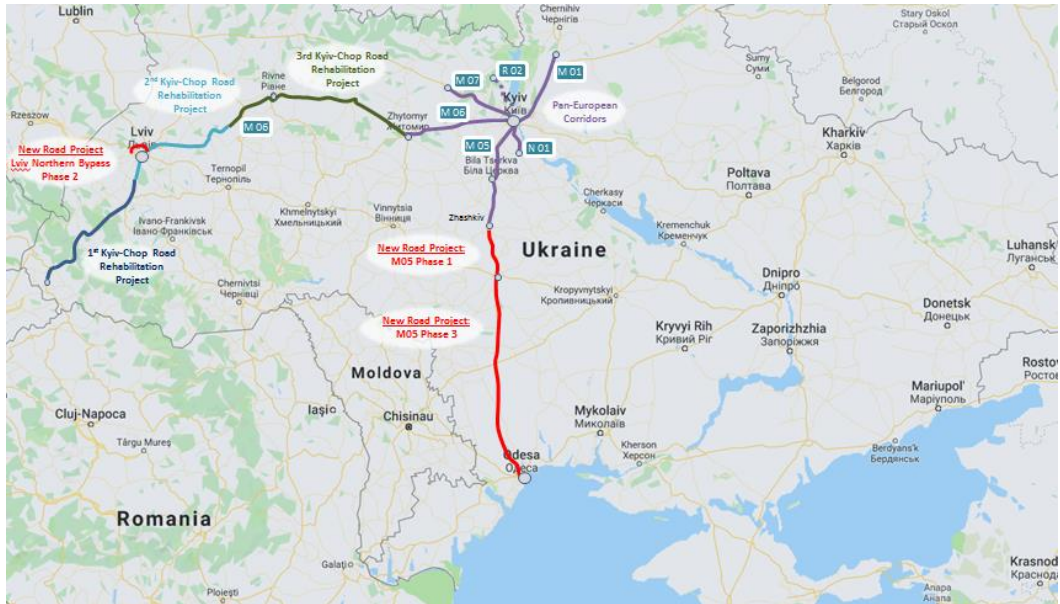 Lublin
Chernihiv
Чернігів
Stary Oskol
Старый Оскол
3rd Kyiv-Chop Road
Rehabilitation
Project
R 02
M 01
M 07
Sumy
Суми
Belgorod
Белгород
2nd Kyiv-Chop Road
Rehabilitation
Project
Rivne
Рівне
Kyiv
Київ
Pan-European
Corridors
M 06
Zhytomyr
Житомир
M 06
Rzeszow
Lviv
M 05
N 01
Kharkiv
Харків
New Road Project
Lviv Northern Bypass
Phase 2
Ternopil
Тернопіль
Bila Tserkva
Біла Церква
Poltava
Полтава
Cherkasy
Черкаси
Khmelnytskyi
Хмельницький
Vinnytsia
Вінниця
Zhashkiv
Ivano-Frankivsk
Івано-Франківськ
Kremenchuk
Кременчук
1st Kyiv-Chop Road
Rehabilitation
Project
New Road Project:
M05 Phase 1
Ukraine
Luhansk
Луганськ
Chernivtsi
Чернівці
Dnipro
Дніпро
Kropyvnytskyi
Кропивницький
Donetsk
Донецьк
New Road Project:
M05 Phase 3
Kryvyi Rih
Кривий Ріг
Zaporizhzhia
Запоріжжя
Moldova
Rostov
Росто
Mariupol'
Маріуполь
Cluj-Napoca
Iași
Chisinau
Mykolaiv
Миколаїв
Târgu Mureș
Berdyans'k
Бердянськ
Kherson
Херсон
Odesa
Одеса
Romania
Krasnod
Краснода
Galați
Анапа
Ploiești